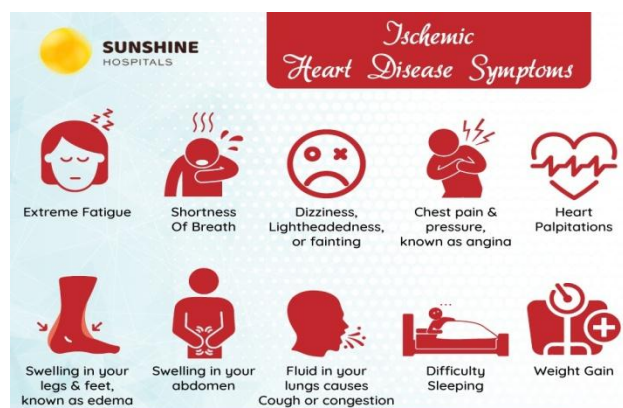 SUNSHINE
HOSPITALS
Ischemic
Heart Disease Symptoms
Extreme Fatigue
Shortness
Of Breath
Dizziness,
Lightheadedness,
or fainting
Chest pain &
pressure,
known as angina
Heart
Palpitations
Swelling in your
legs & feet,
known as edema
Swelling in your
abdomen
Fluid in your
lungs causes
Cough or congestion
Difficulty
Sleeping
Weight Gain